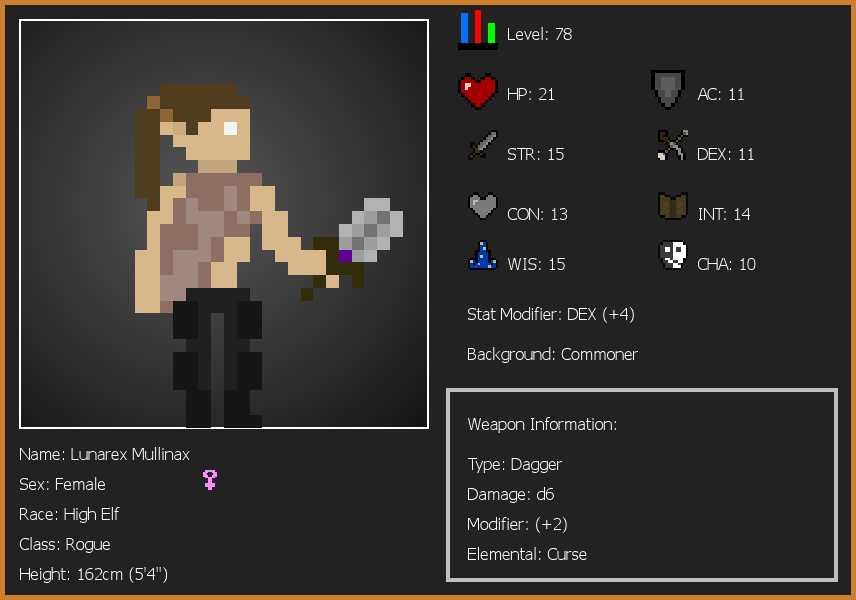 Level: 78
HP: 21
AC: 11
STR: 15
DEX: 11
CON: 13
INT: 14
WIS: 15
CHA: 10
Stat Modifier: DEX (+4)
Background: Commoner
Weapon Information:
Type: Dagger
Damage: d6
Modifier: (+2)
Elemental: Curse
Name: Lunarex Mullinax
Sex: Female
Race: High Elf
Class: Rogue
Height: 162cm (5'4")